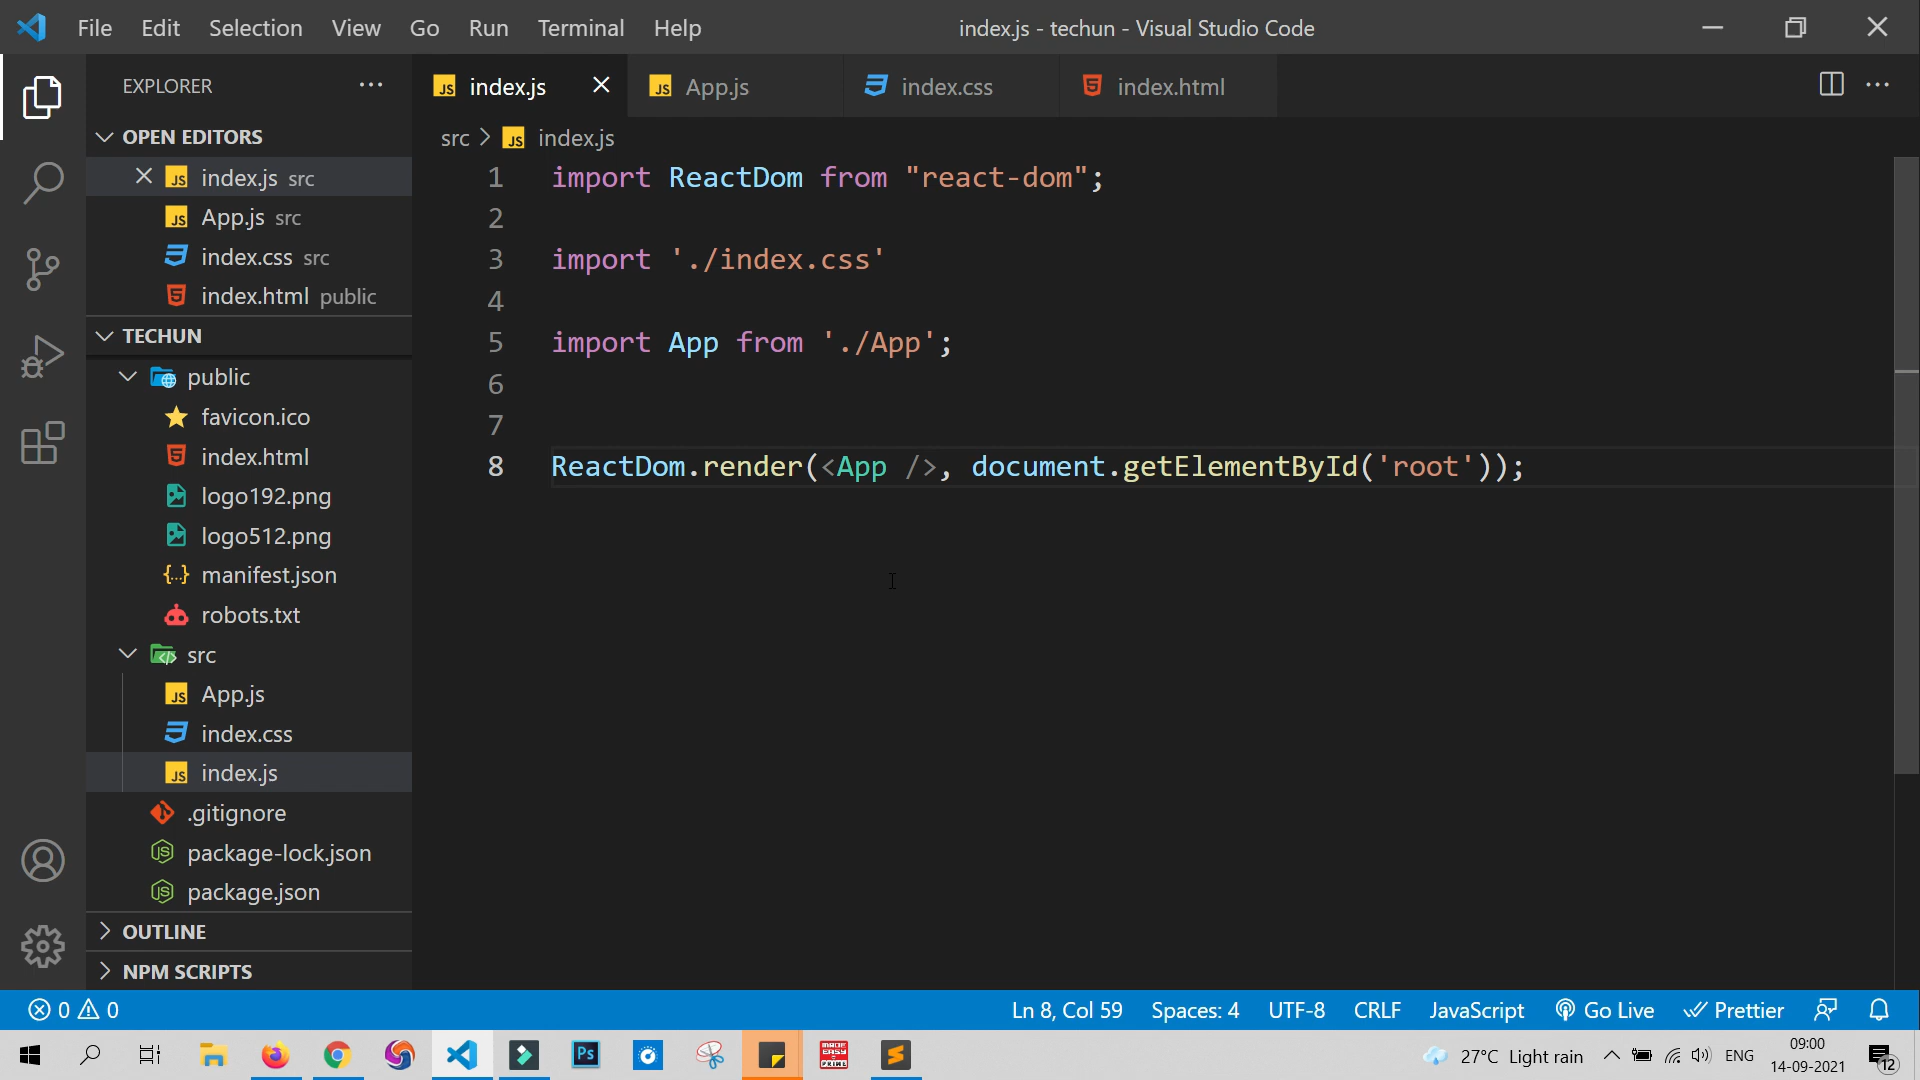 File Edit Selection View Go Run Terminal Help
index.js - techun - Visual Studio Code
EXPLORER
OPEN EDITORS
index.js src
App.js src
index.css src
index.html public
TECHUN
public
favicon.ico
index.html
logo192.png
logo512.png
manifest.json
robots.txt
src
App.js
index.css
index.js
.gitignore
package-lock.json
package.json
OUTLINE
NPM SCRIPTS
index.js
App.js
index.css
index.html
src > index.js
1 import ReactDom from "react-dom";
2
3 import './index.css'
4
5 import App from './App';
6
7
8 ReactDom.render(<App />, document.getElementById('root'));
0 0
Ln 8, Col 59
Spaces: 4
UTF-8
CRLF
JavaScript
Go Live
Prettier
Ps
MADE EASY PRIME
27°C Light rain
ENG
09:00
14-09-2021
12